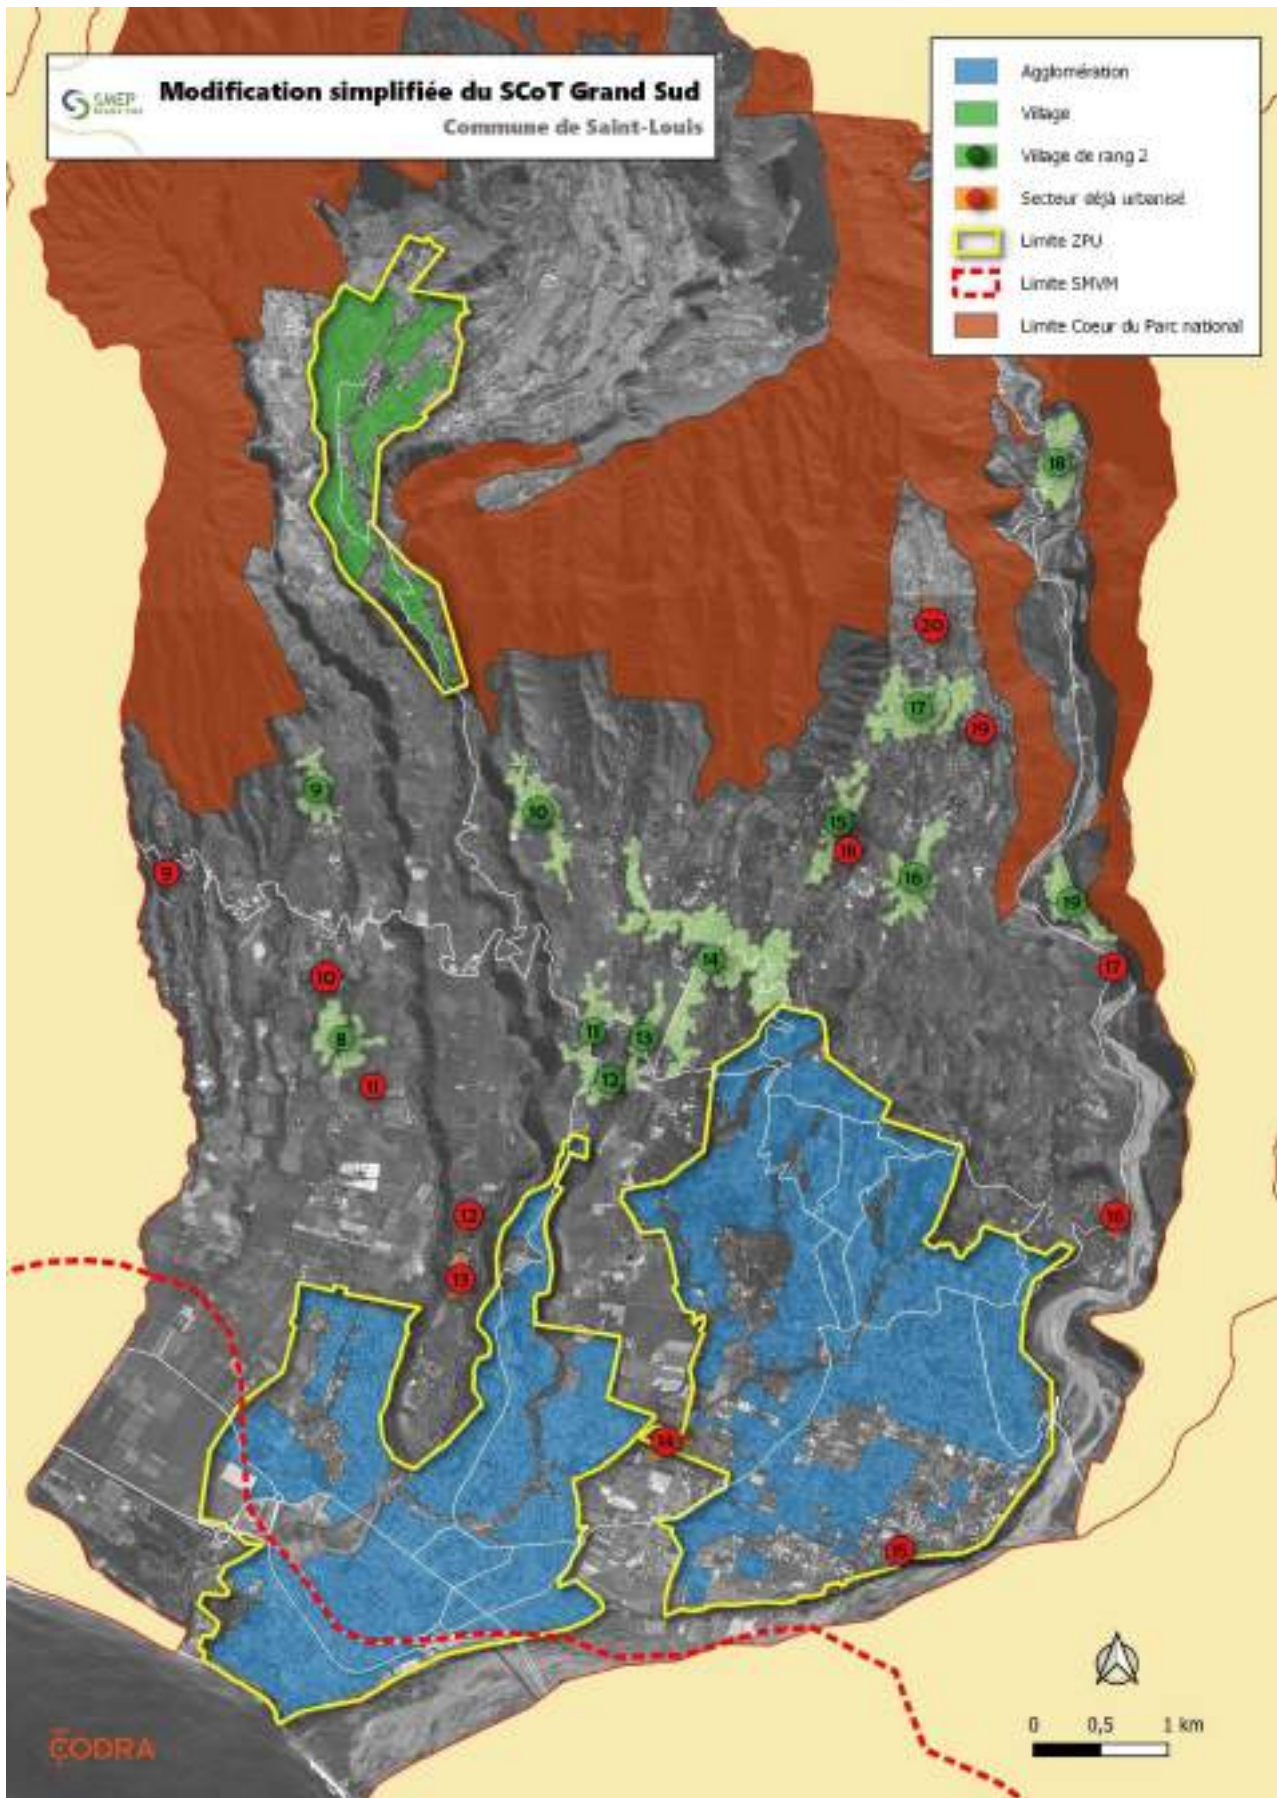 Modification simplifiée du SCoT Grand Sud
SMEP
Commune de Saint-Louis
Agglomération
Village
Village de rang 2
Secteur déjà urbanisé
Limite ZPU
Limite SMVM
Limite Coeur du Parc national
18
20
17
19
9
10
15
18
16
9
19
14
17
10
11
13
8
12
11
12
16
13
14
15
0 0,5 1 km
CODRA